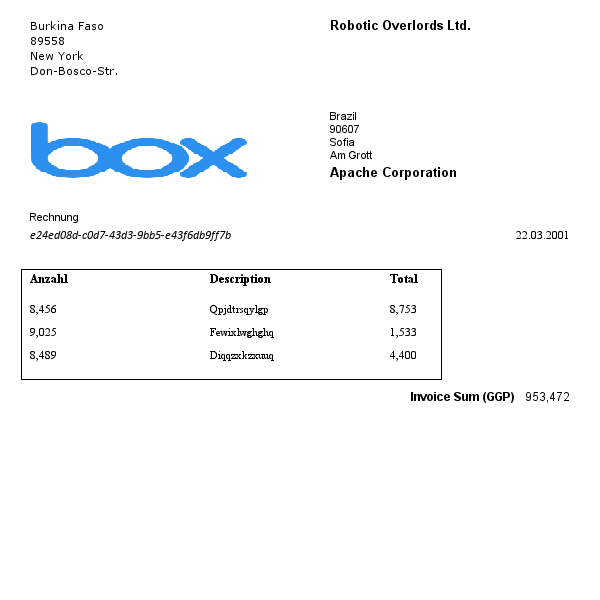 Burkina Faso
89558
New York
Don-Bosco-Str.
Robotic Overlords Ltd.
box
Brazil
90607
Sofia
Am Grott
Apache Corporation
Rechnung
e24ed08d-c0d7-43d3-9bb5-e43f6db9ff7b 22.03.2001
Anzahl Description Total
8,456 Qpjdtrsqylgp 8,753
9,025 Fewixlwghghq 1,533
8,489 Diqqzxkzxuuq 4,400
Invoice Sum (GGP) 953,472